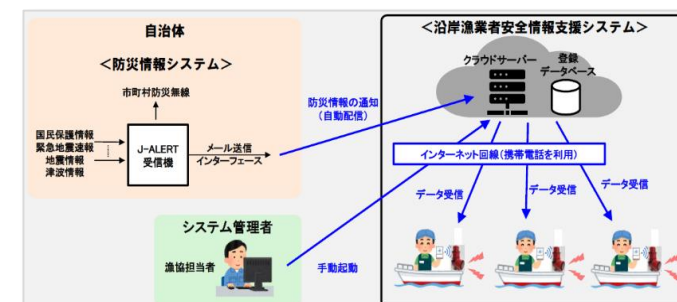 自治体
<防災情報システム>
市町村防災無線
国民保護情報
緊急地震速報
地震情報
津波情報
J-ALERT
受信機
メール送信
インターフェース
防災情報の通知
(自動配信)
システム管理者
漁協担当者
手動起動
<沿岸漁業者安全情報支援システム>
クラウドサーバー
登録
データベース
インターネット回線(携帯電話を利用)
データ受信
データ受信
データ受信